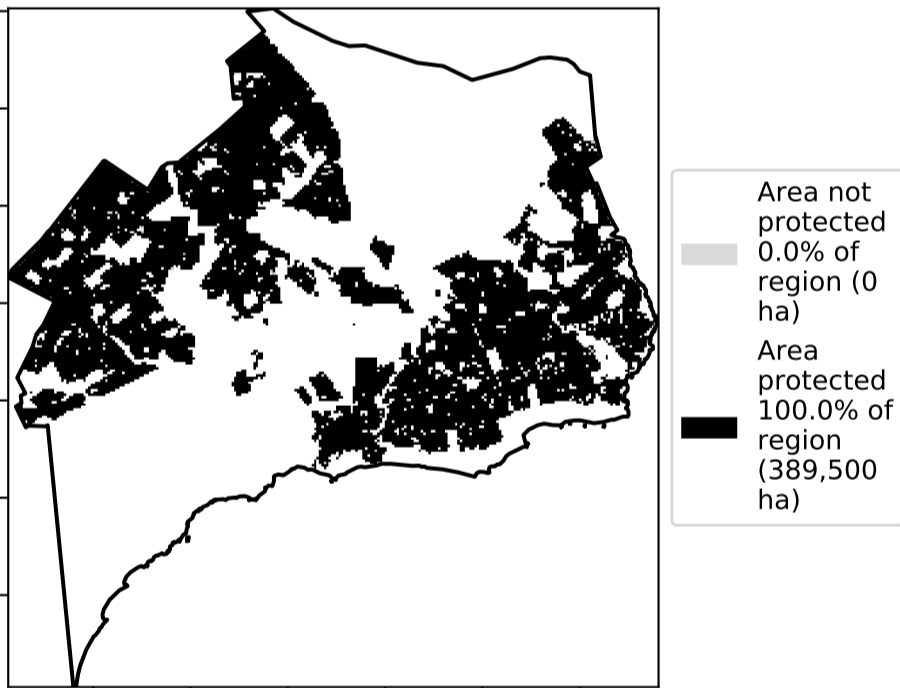 Area not
protected
0.0% of
region (0
ha)
Area
protected
100.0% of
region
(389,500
ha)